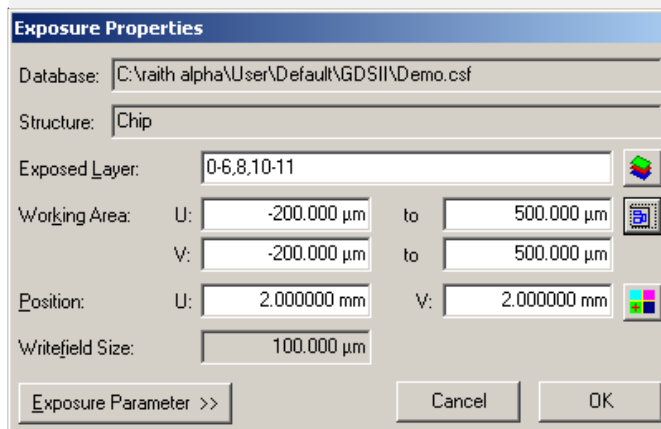 Exposure Properties
Database: C:\raith alpha\User\Default\GDSII\Demo.csf
Structure: Chip
Exposed Layer: 0-6,8,10-11
Working Area: U: -200.000 µm to 500.000 µm
V: -200.000 µm to 500.000 µm
Position: U: 2.000000 mm V: 2.000000 mm
Writefield Size: 100.000 µm
Exposure Parameter >> Cancel OK